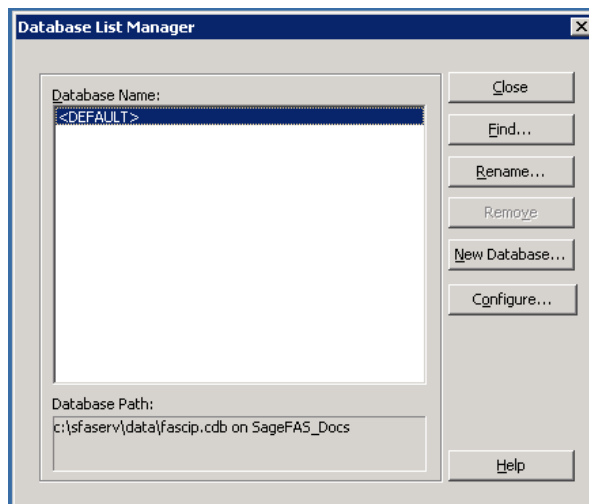 Database List Manager
Database Name:
<DEFAULT>
Database Path:
c:\sfaserv\data\fascip.cdb on SageFAS_Docs
Close
Find...
Rename...
Remove
New Database...
Configure...
Help